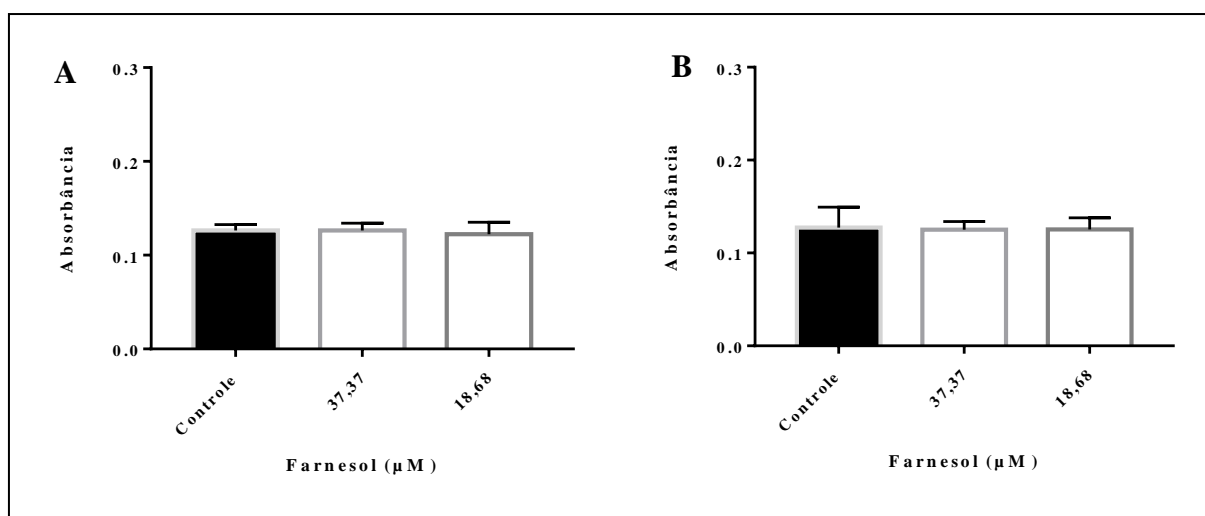 A
0.3
0.2
0.1
0.0
Absorbância
Controle
37,37
18,68
Farnesol (µM)
B
0.3
0.2
0.1
0.0
Absorbância
Controle
37,37
18,68
Farnesol (µM)